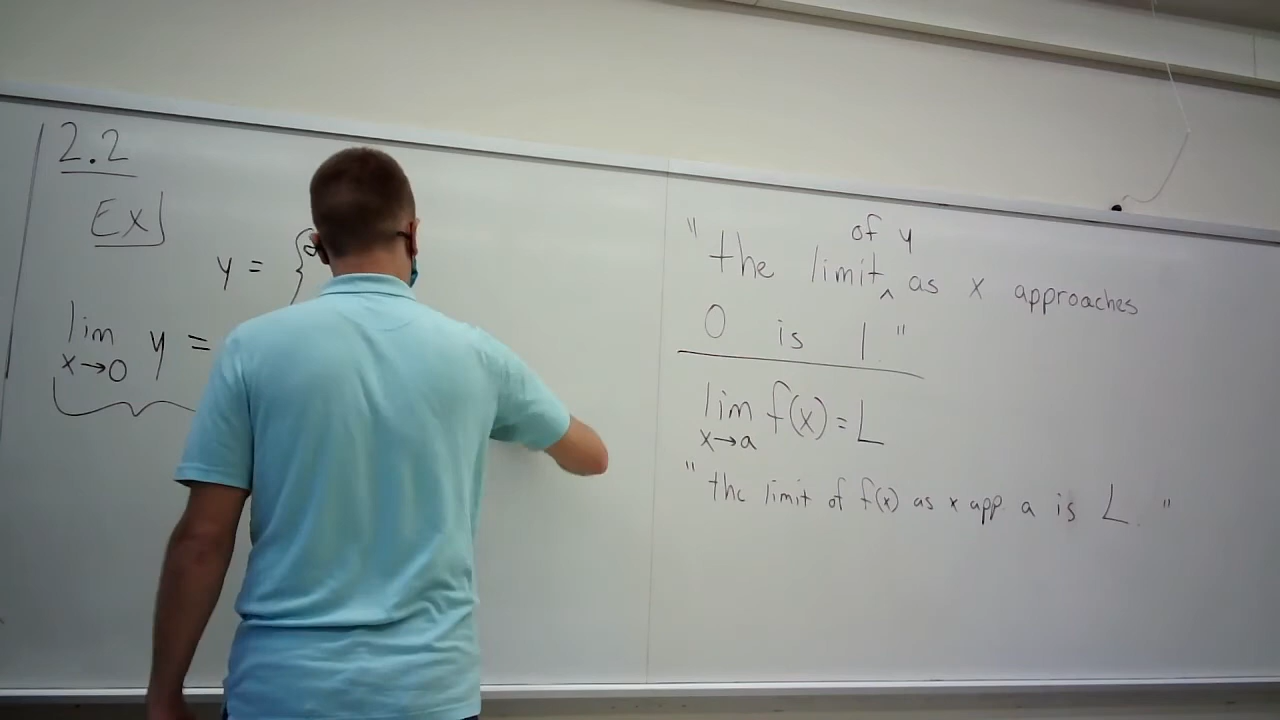 2.2
Ex
y = {
lim y =
x→0
of y
"the limit ^ as x approaches
0 is 1."
lim f(x) = L
x→a
"the limit of f(x) as x app. a is L."